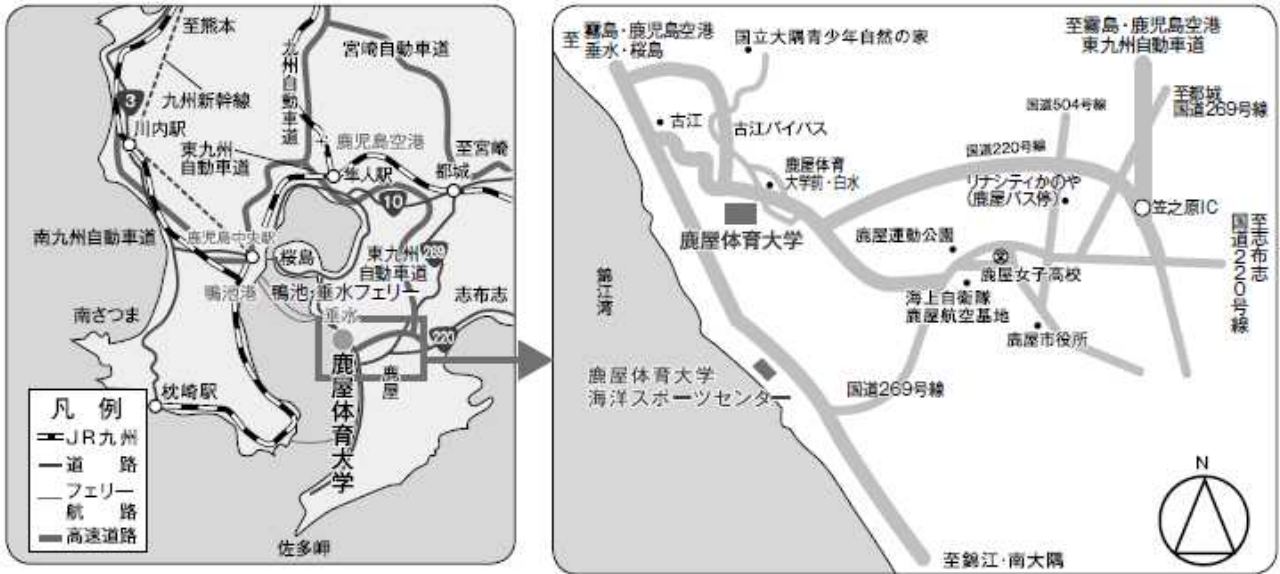 至熊本
九州自動車道
宮崎自動車道
3
九州新幹線
川内駅
東九州
自動車道
鹿児島空港
隼人駅
至宮崎
都城
10
南九州自動車道
鹿児島中央駅
桜島
東九州
自動車道
269
鴨池港
鴨池・垂水フェリー
志布志
垂水
南さつま
220
鹿屋
鹿屋体育大学
枕崎駅
凡例
JR九州
道路
フェリー
航路
高速道路
佐多岬
至 霧島・鹿児島空港
垂水・桜島
国立大隅青少年自然の家
至霧島・鹿児島空港
東九州自動車道
至都城
国道269号線
国道504号線
古江
古江バイパス
国道220号線
鹿屋体育
大学前・白水
リナシティかのや
(鹿屋バス停)
笠之原IC
至志布志
国道220号線
鹿屋体育大学
鹿屋運動公園
文
鹿屋女子高校
錦江湾
海上自衛隊
鹿屋航空基地
鹿屋市役所
鹿屋体育大学
海洋スポーツセンター
国道269号線
N
至錦江・南大隅